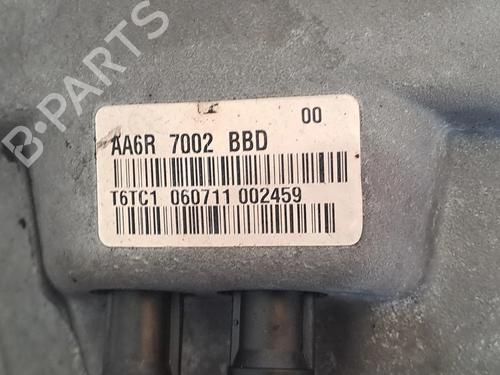 B-PARTS
00
AA6R 7002 BBD
T6TC1 060711 002459